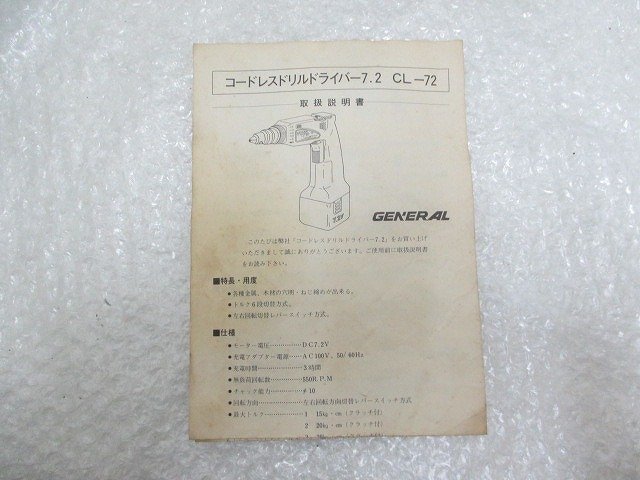 コードレスドリルドライバー7.2 CL-72
取扱説明書
7.2V
GENERAL
このたびは弊社「コードレスドリルドライバー7.2」をお買い上げ
いただきまして誠にありがとうございます。ご使用前に取扱説明書
をお読み下さい。
■特長・用度
●各種金属、木材の穴明・ねじ締めが出来る。
●トルク6段切替方式。
●左右回転切替レバースイッチ方式。
■仕様
●モーター電圧……………DC7.2V
●充電アダプター電源……AC100V、50/60Hz
●充電時間…………………3時間
●無負荷回転数……………550R.P.M
●チャック能力……………φ10
●回転方向…………………左右回転方向切替レバースイッチ方式
●最大トルク………………1 15kg・cm(クラッチ付)
2 20kg・cm(クラッチ付)